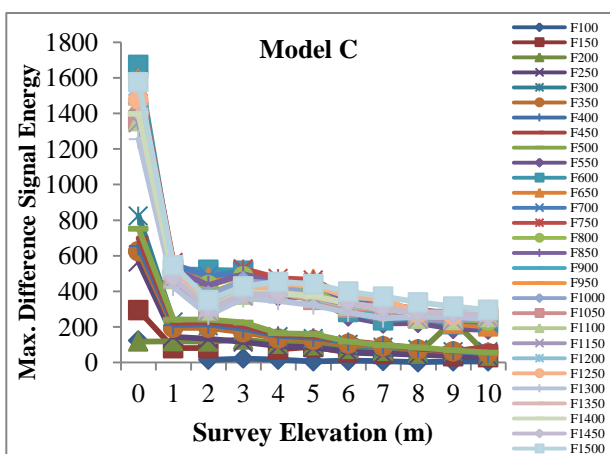 Model C
Max. Difference Signal Energy
1800
1600
1400
1200
1000
800
600
400
200
0
0 1 2 3 4 5 6 7 8 9 10
Survey Elevation (m)
F100
F150
F200
F250
F300
F350
F400
F450
F500
F550
F600
F650
F700
F750
F800
F850
F900
F950
F1000
F1050
F1100
F1150
F1200
F1250
F1300
F1350
F1400
F1450
F1500